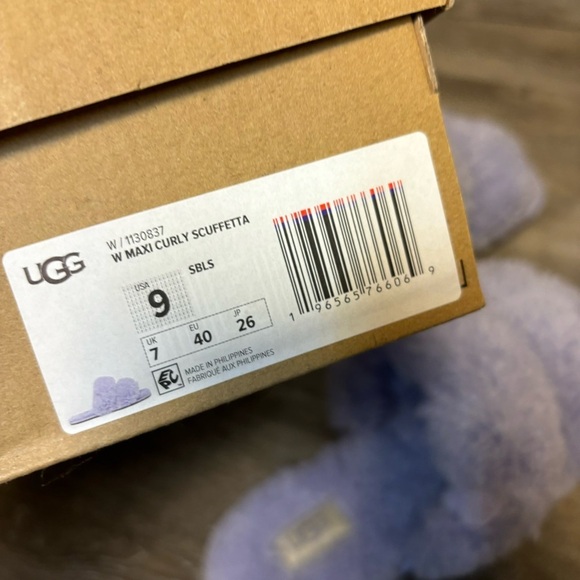 UGG
W / 1130837
W MAXI CURLY SCUFFETTA
SBLS
USA
9
UK EU JP
7 40 26
MADE IN PHILIPPINES
FABRIQUÉ AUX PHILIPPINES
1 96565 76606 9